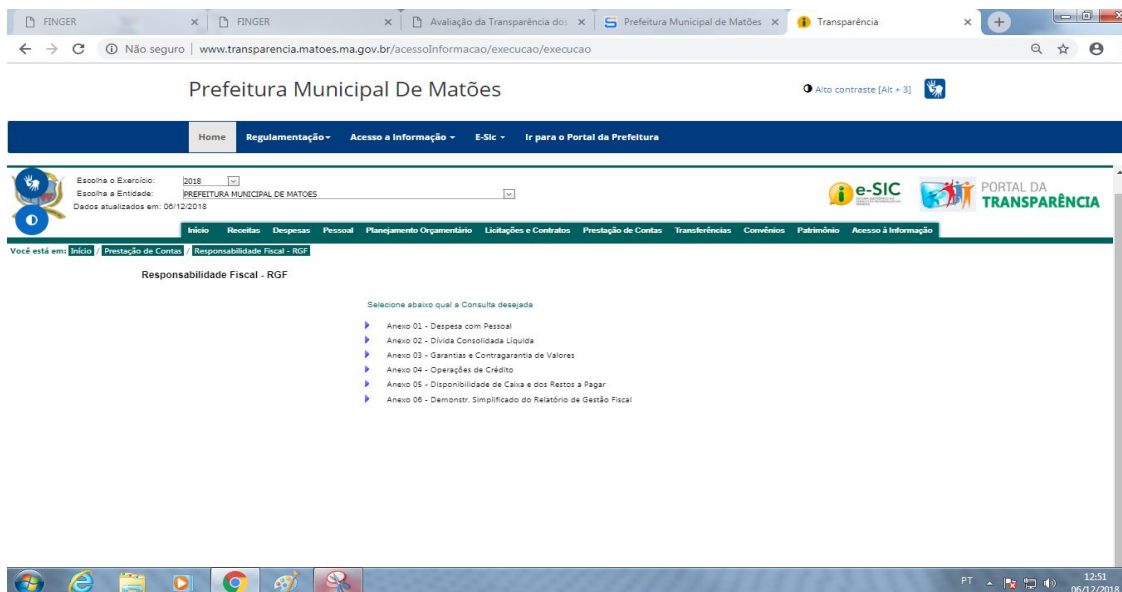 FINGER
FINGER
Avaliação da Transparência dos
Prefeitura Municipal de Matões
Transparência
Não seguro | www.transparencia.matoes.ma.gov.br/acessoInformacao/execucao/execucao
Prefeitura Municipal De Matões
Alto contraste [Alt + 3]
Home Regulamentação Acesso a Informação E-Sic Ir para o Portal da Prefeitura
Escolha o Exercício: 2018
Escolha a Entidade: PREFEITURA MUNICIPAL DE MATOES
Dados atualizados em: 06/12/2018
e-SIC
PORTAL DA
TRANSPARÊNCIA
Início Receitas Despesas Pessoal Planejamento Orçamentário Licitações e Contratos Prestação de Contas Transferências Convênios Patrimônio Acesso à Informação
Você está em: Início / Prestação de Contas / Responsabilidade Fiscal - RGF
Responsabilidade Fiscal - RGF
Selecione abaixo qual a Consulta desejada
Anexo 01 - Despesa com Pessoal
Anexo 02 - Dívida Consolidada Líquida
Anexo 03 - Garantias e Contragarantia de Valores
Anexo 04 - Operações de Crédito
Anexo 05 - Disponibilidade de Caixa e dos Restos a Pagar
Anexo 06 - Demonstr. Simplificado do Relatório de Gestão Fiscal
PT
12:51
06/12/2018